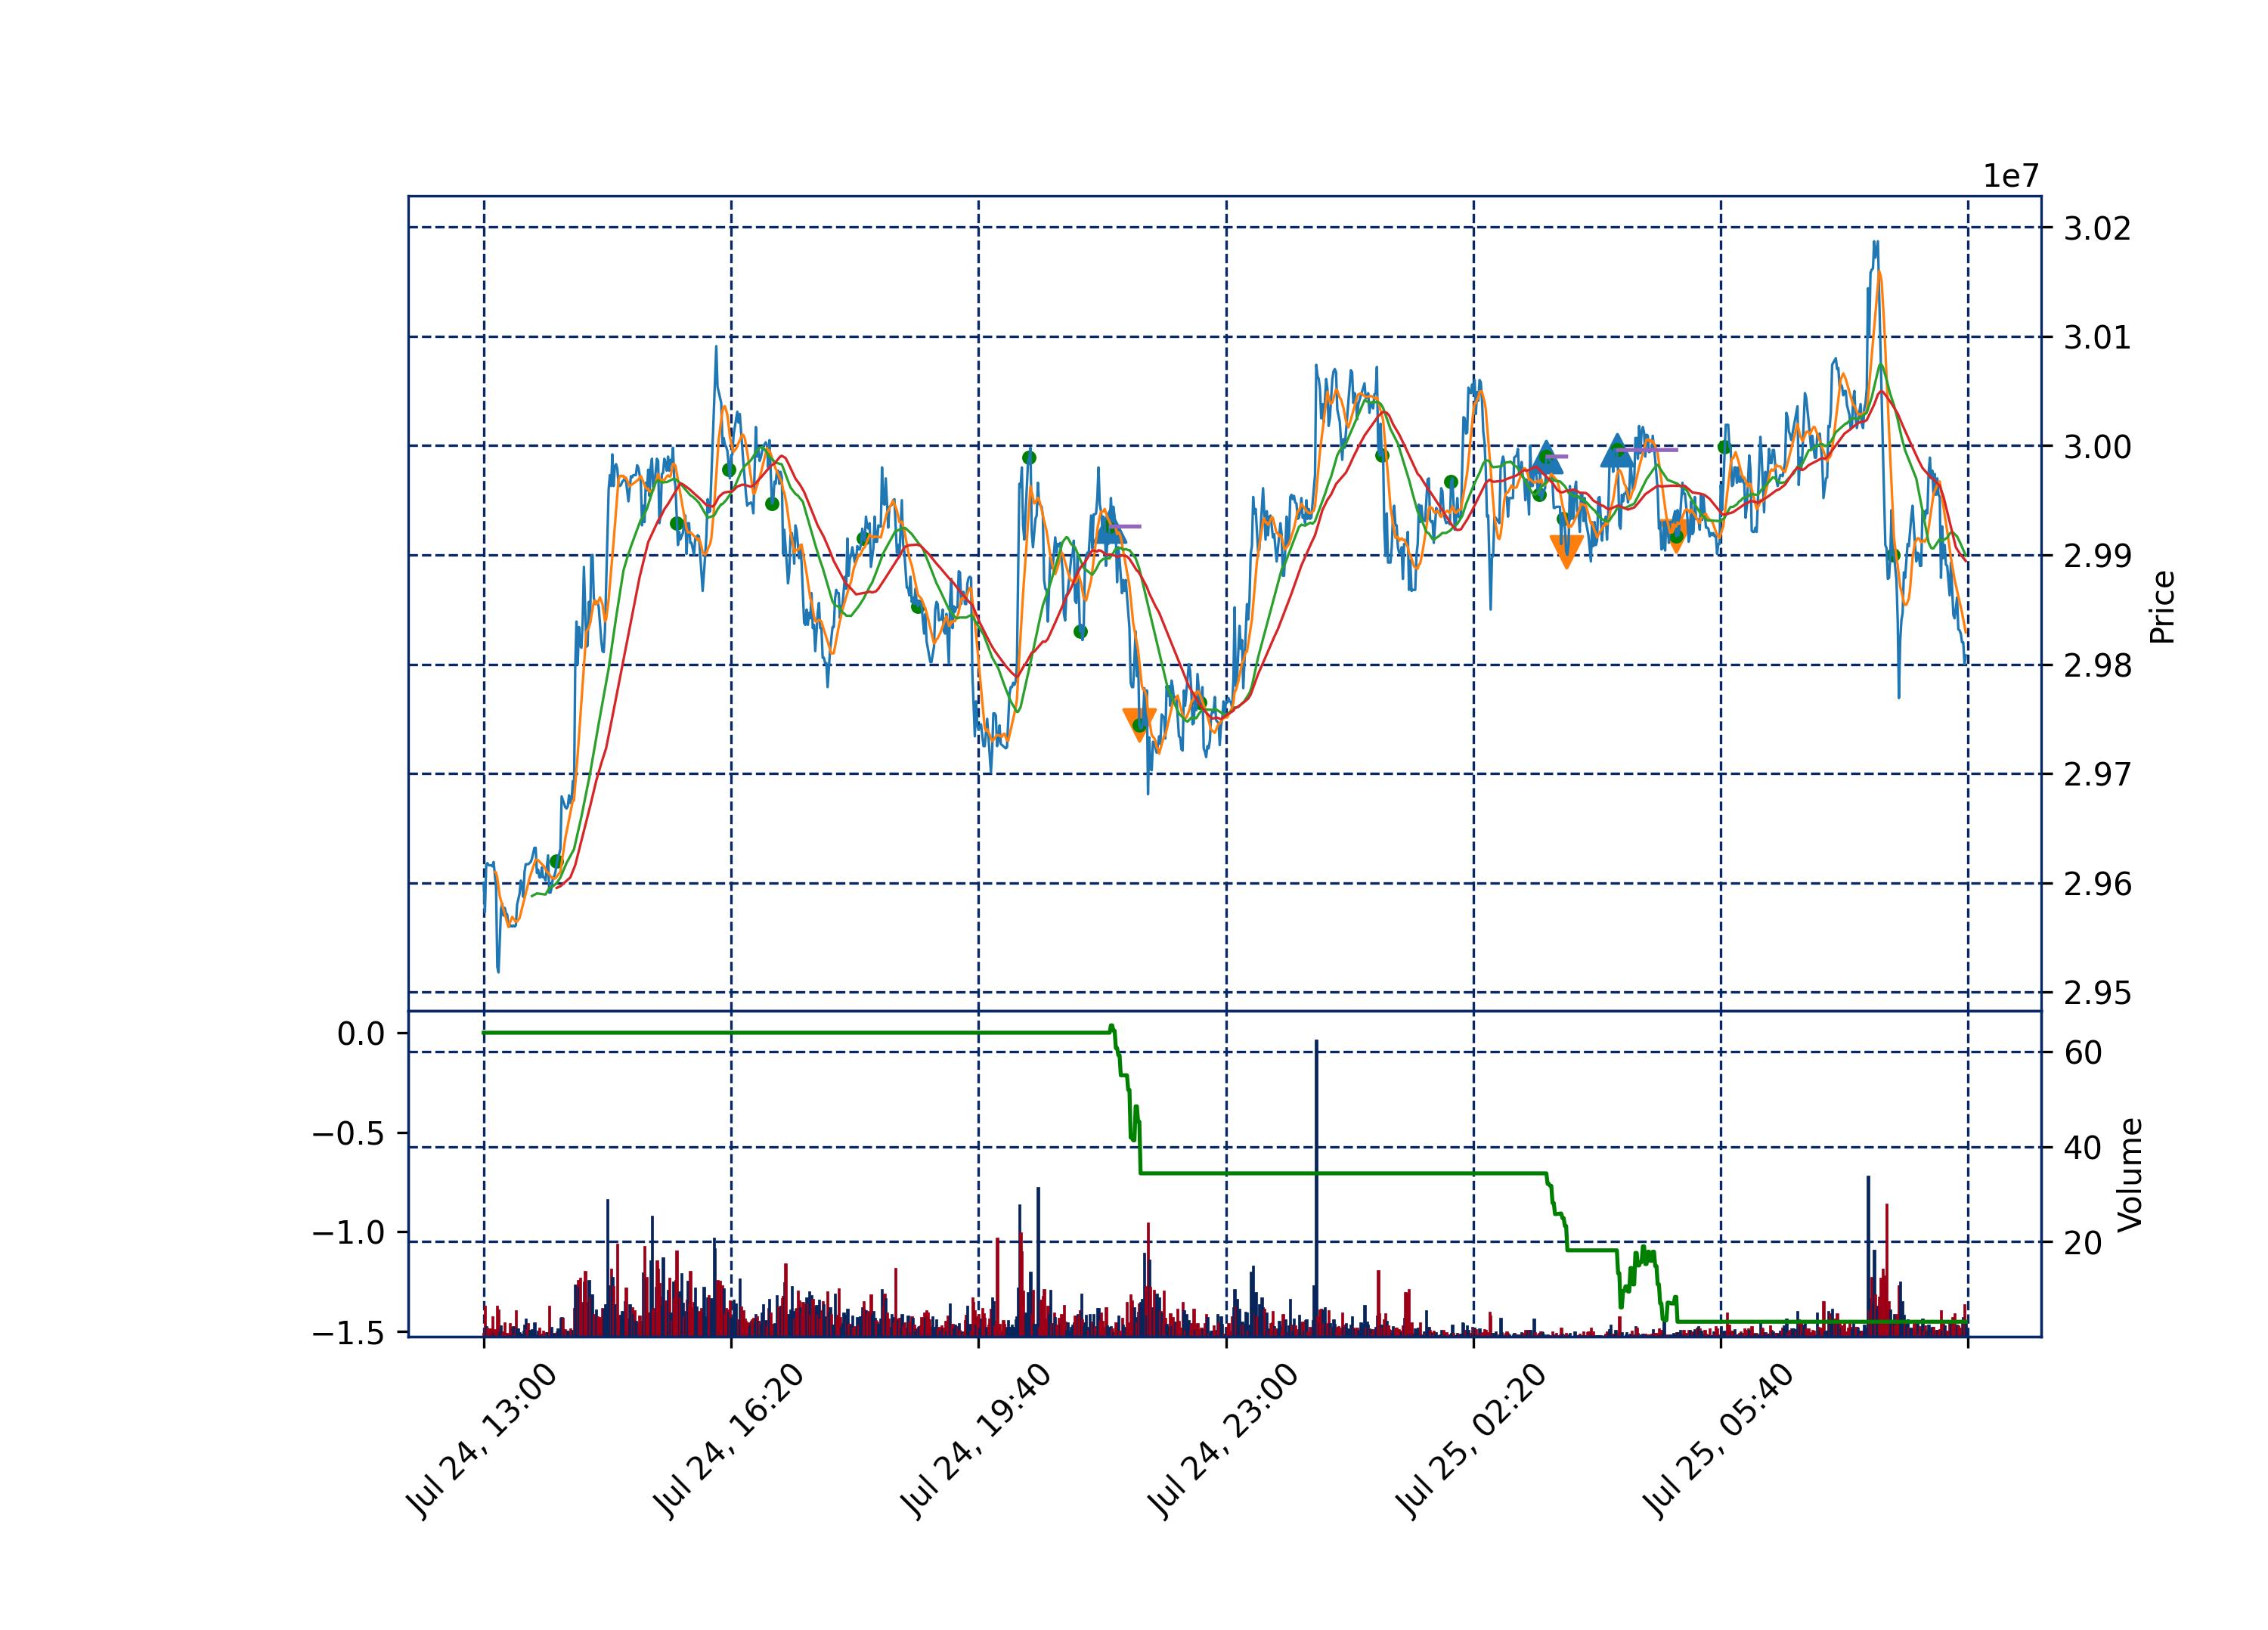 1e7
3.02
3.01
3.00
2.99
2.98
2.97
2.96
2.95
Price
0.0
−0.5
−1.0
−1.5
60
40
20
Volume
Jul 24, 13:00
Jul 24, 16:20
Jul 24, 19:40
Jul 24, 23:00
Jul 25, 02:20
Jul 25, 05:40